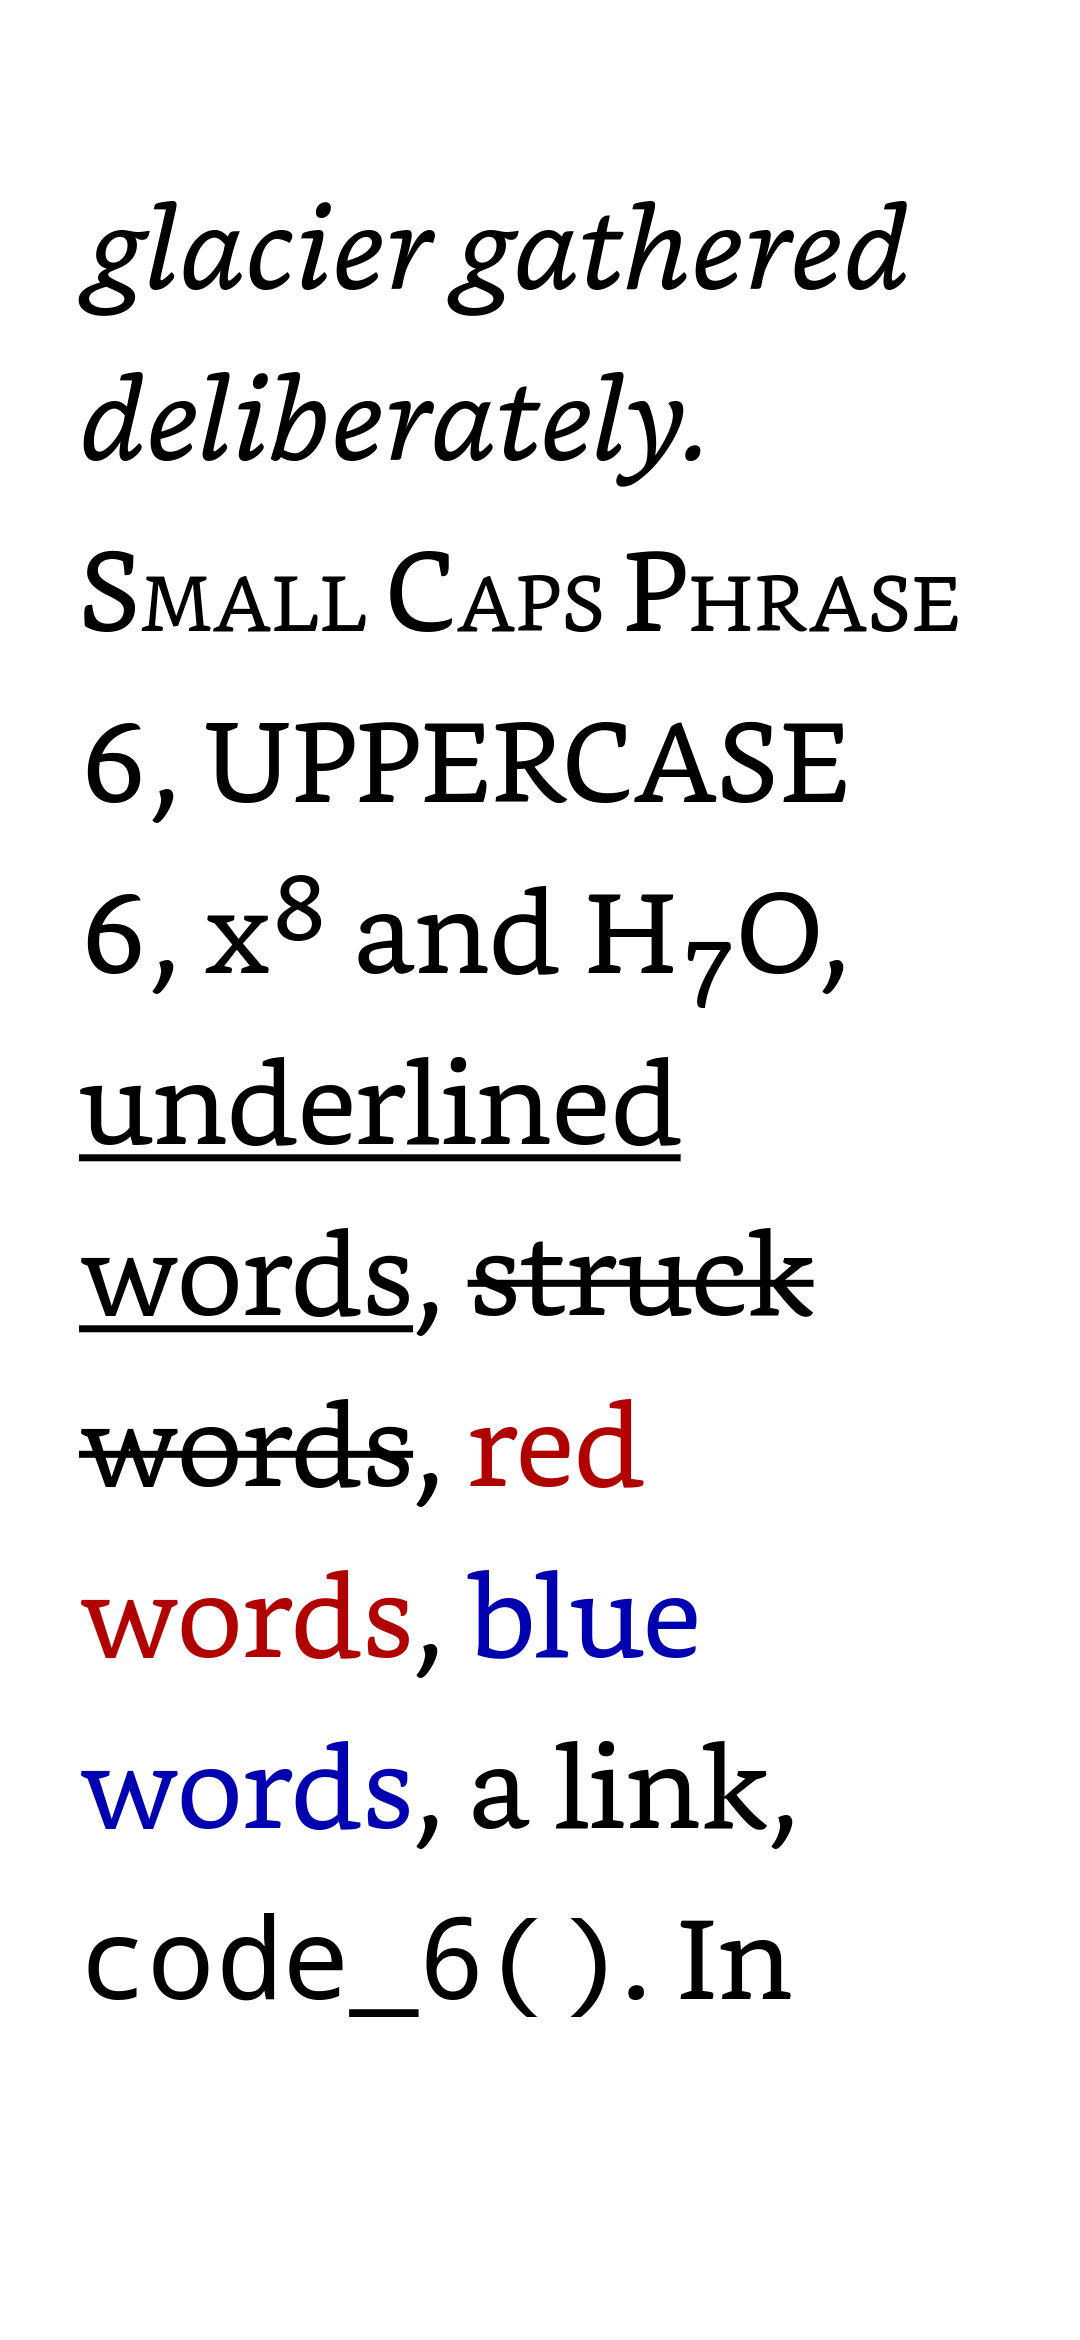 glacier gathered
deliberately.
Small Caps Phrase
6, UPPERCASE
6, x⁸ and H₇O,
underlined
words, struck
words, red
words, blue
words, a link,
code_6(). In